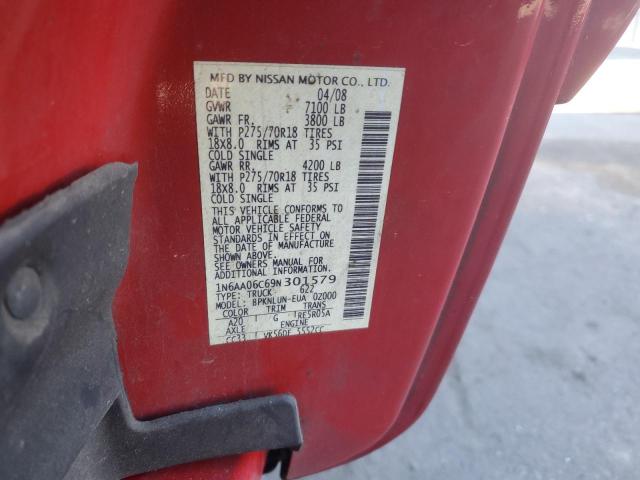 MFD BY NISSAN MOTOR CO., LTD.
DATE 04/08
GVWR 7100 LB
GAWR FR. 3800 LB
WITH P275/70R18 TIRES
18X8.0 RIMS AT 35 PSI
COLD SINGLE
GAWR RR. 4200 LB
WITH P275/70R18 TIRES
18X8.0 RIMS AT 35 PSI
COLD SINGLE
THIS VEHICLE CONFORMS TO
ALL APPLICABLE FEDERAL
MOTOR VEHICLE SAFETY
STANDARDS IN EFFECT ON
THE DATE OF MANUFACTURE
SHOWN ABOVE.
SEE OWNERS MANUAL FOR
ADDITIONAL INFORMATION.
1N6AA06C69N301579
TYPE: TRUCK 622
MODEL: BPKNLUN-EUA 02000
COLOR TRIM TRANS
A20 G RE5R05A
AXLE ENGINE
CC33 VK56DE 5552CC